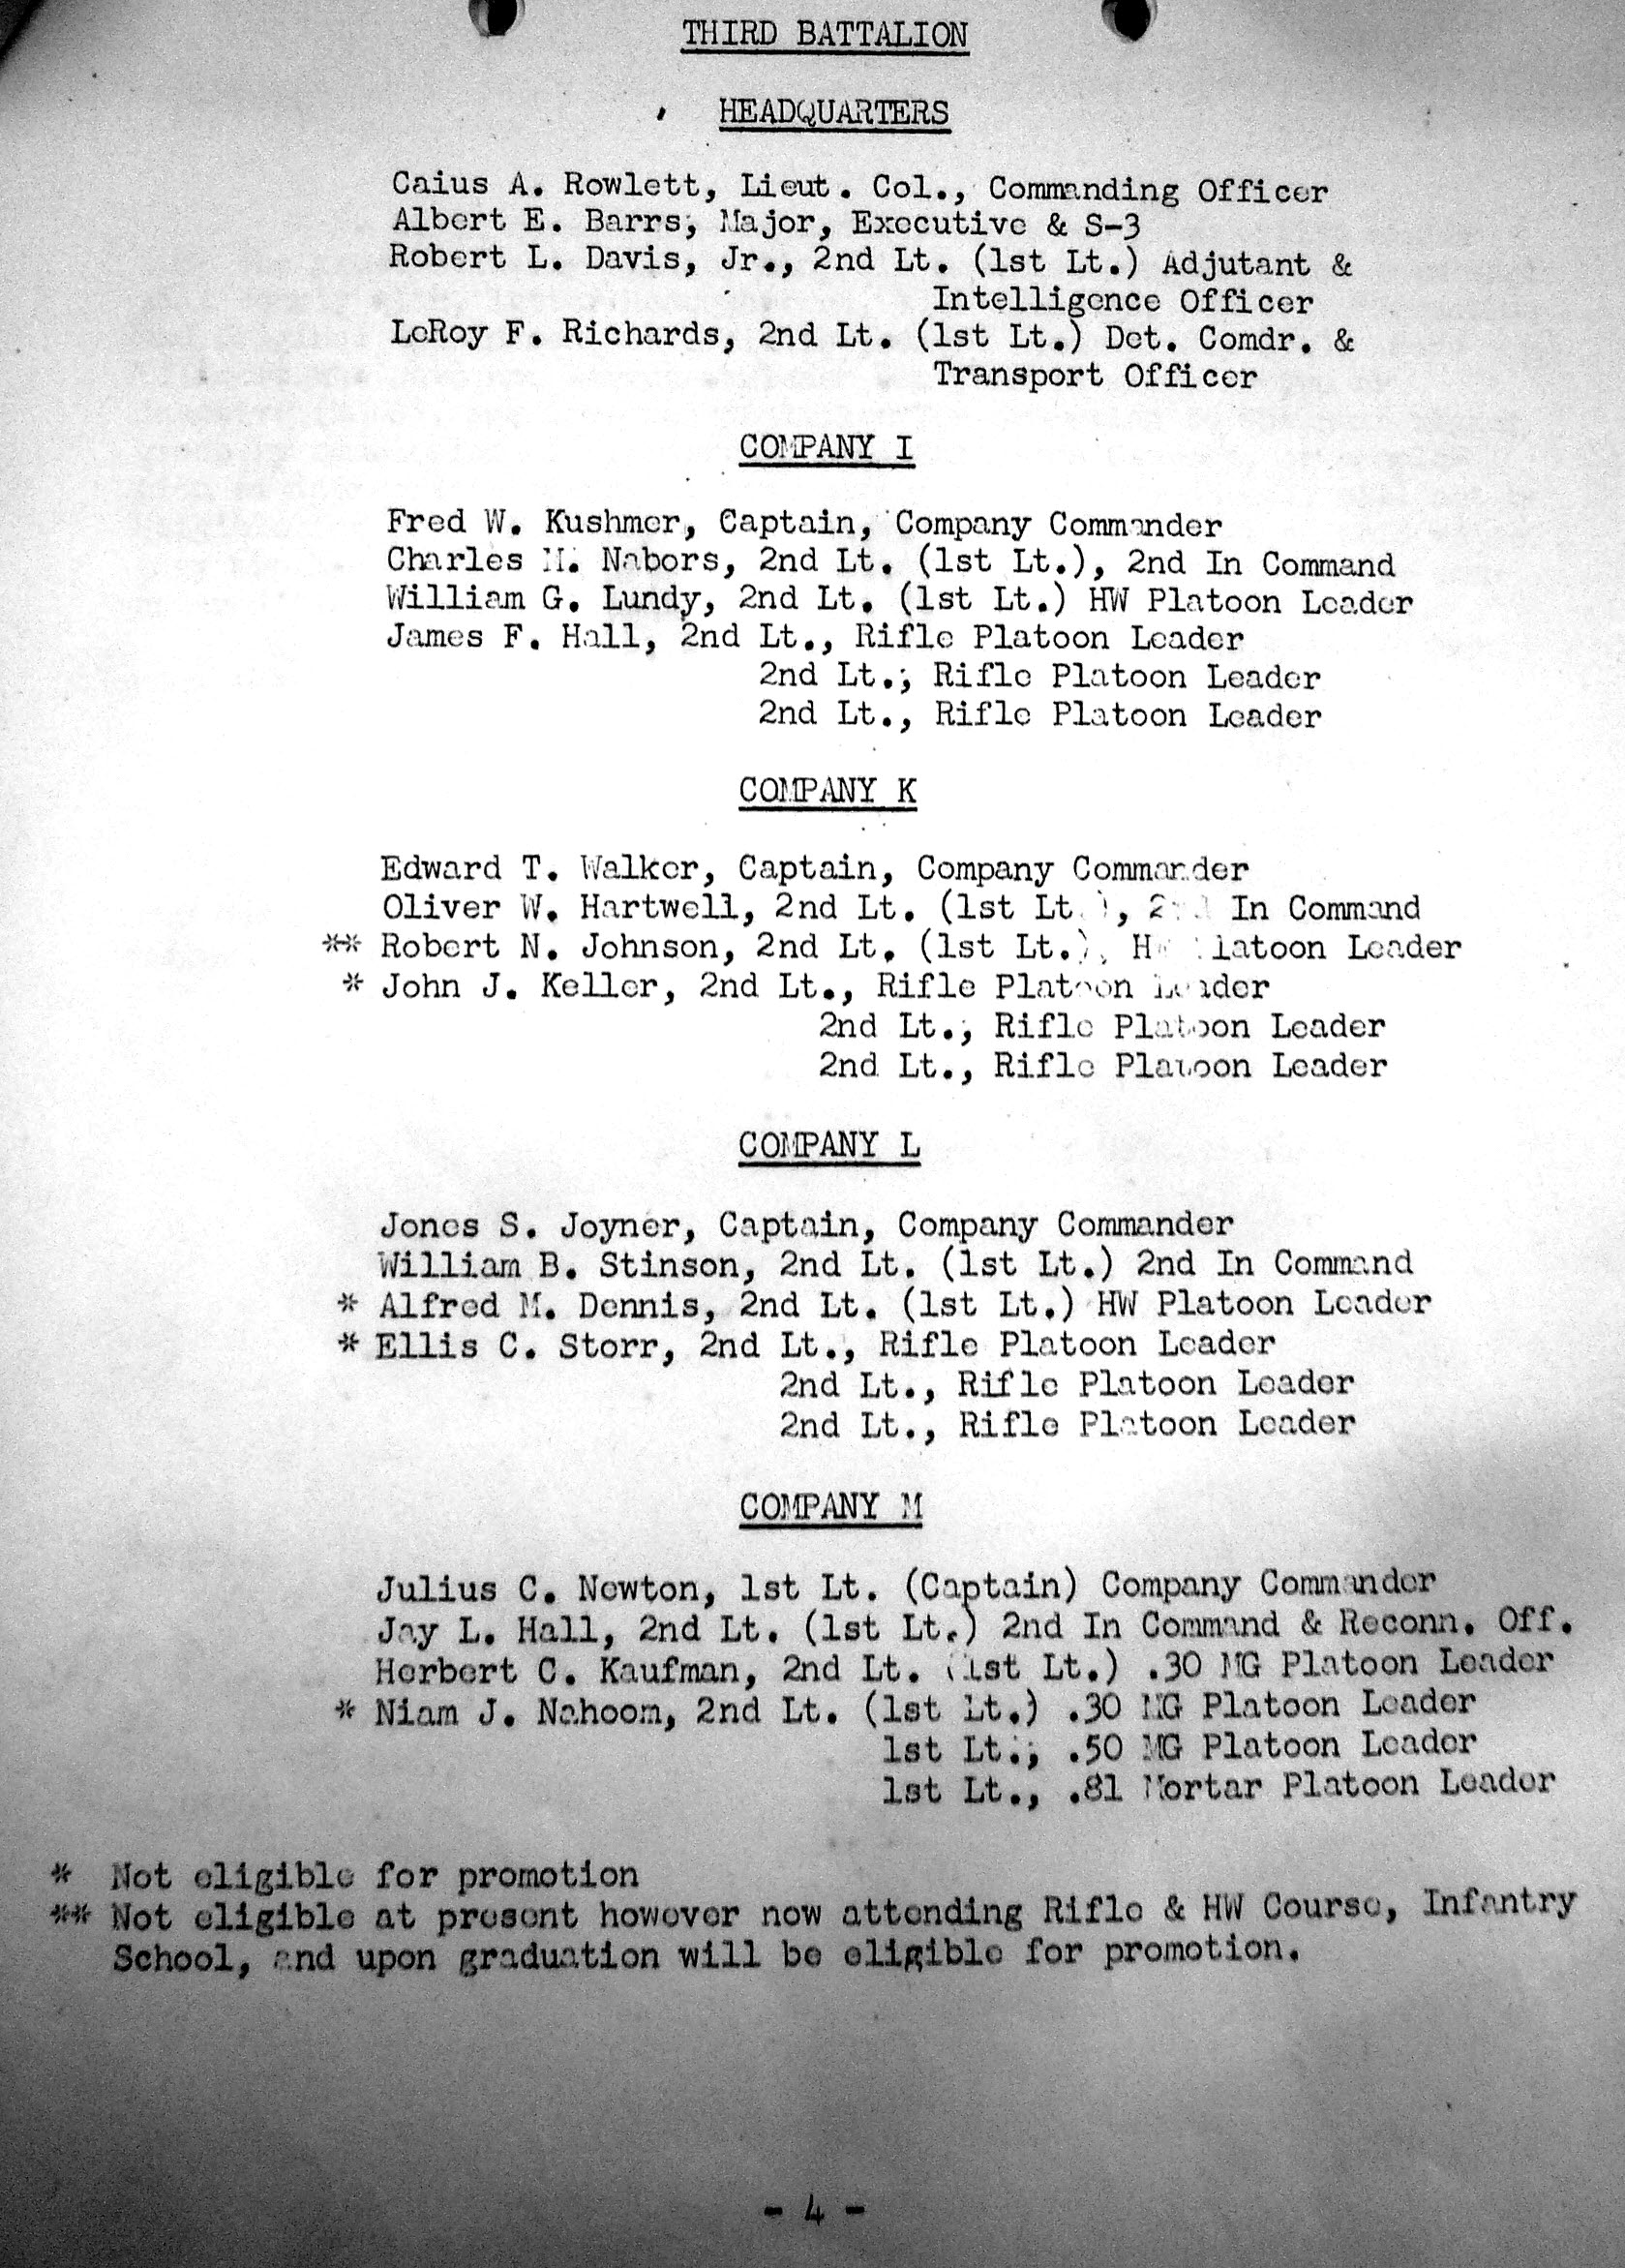 THIRD BATTALION
HEADQUARTERS
Caius A. Rowlett, Lieut. Col., Commanding Officer
Albert E. Barrs, Major, Executive & S-3
Robert L. Davis, Jr., 2nd Lt. (1st Lt.) Adjutant &
Intelligence Officer
LeRoy F. Richards, 2nd Lt. (1st Lt.) Det. Comdr. &
Transport Officer
COMPANY I
Fred W. Kushmer, Captain, Company Commander
Charles M. Nabors, 2nd Lt. (1st Lt.), 2nd In Command
William G. Lundy, 2nd Lt. (1st Lt.) HW Platoon Leader
James F. Hall, 2nd Lt., Rifle Platoon Leader
2nd Lt., Rifle Platoon Leader
2nd Lt., Rifle Platoon Leader
COMPANY K
Edward T. Walker, Captain, Company Commander
Oliver W. Hartwell, 2nd Lt. (1st Lt.), 2nd In Command
** Robert N. Johnson, 2nd Lt. (1st Lt.), HW Platoon Leader
* John J. Keller, 2nd Lt., Rifle Platoon Leader
2nd Lt., Rifle Platoon Leader
2nd Lt., Rifle Platoon Leader
COMPANY L
Jones S. Joyner, Captain, Company Commander
William B. Stinson, 2nd Lt. (1st Lt.) 2nd In Command
* Alfred M. Dennis, 2nd Lt. (1st Lt.) HW Platoon Leader
* Ellis C. Storr, 2nd Lt., Rifle Platoon Leader
2nd Lt., Rifle Platoon Leader
2nd Lt., Rifle Platoon Leader
COMPANY M
Julius C. Newton, 1st Lt. (Captain) Company Commander
Jay L. Hall, 2nd Lt. (1st Lt.) 2nd In Command & Reconn. Off.
Herbert C. Kaufman, 2nd Lt. (1st Lt.) .30 MG Platoon Leader
* Niam J. Nahoom, 2nd Lt. (1st Lt.) .30 MG Platoon Leader
1st Lt., .50 MG Platoon Leader
1st Lt., .81 Mortar Platoon Leader
* Not eligible for promotion
** Not eligible at present however now attending Rifle & HW Course, Infantry
School, and upon graduation will be eligible for promotion.
- 4 -